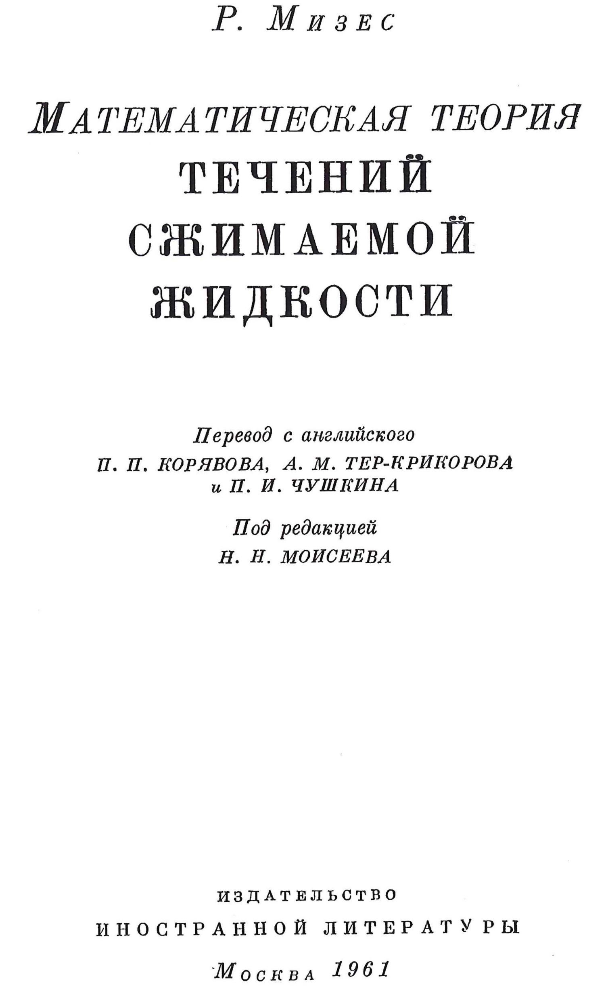 Р. Мизес
Математическая теория
ТЕЧЕНИЙ
СЖИМАЕМОЙ
ЖИДКОСТИ
Перевод с английского
П. П. КОРЯВОВА, А. М. ТЕР-КРИКОРОВА
и П. И. ЧУШКИНА
Под редакцией
Н. Н. МОИСЕЕВА
ИЗДАТЕЛЬСТВО
ИНОСТРАННОЙ ЛИТЕРАТУРЫ
Москва 1961